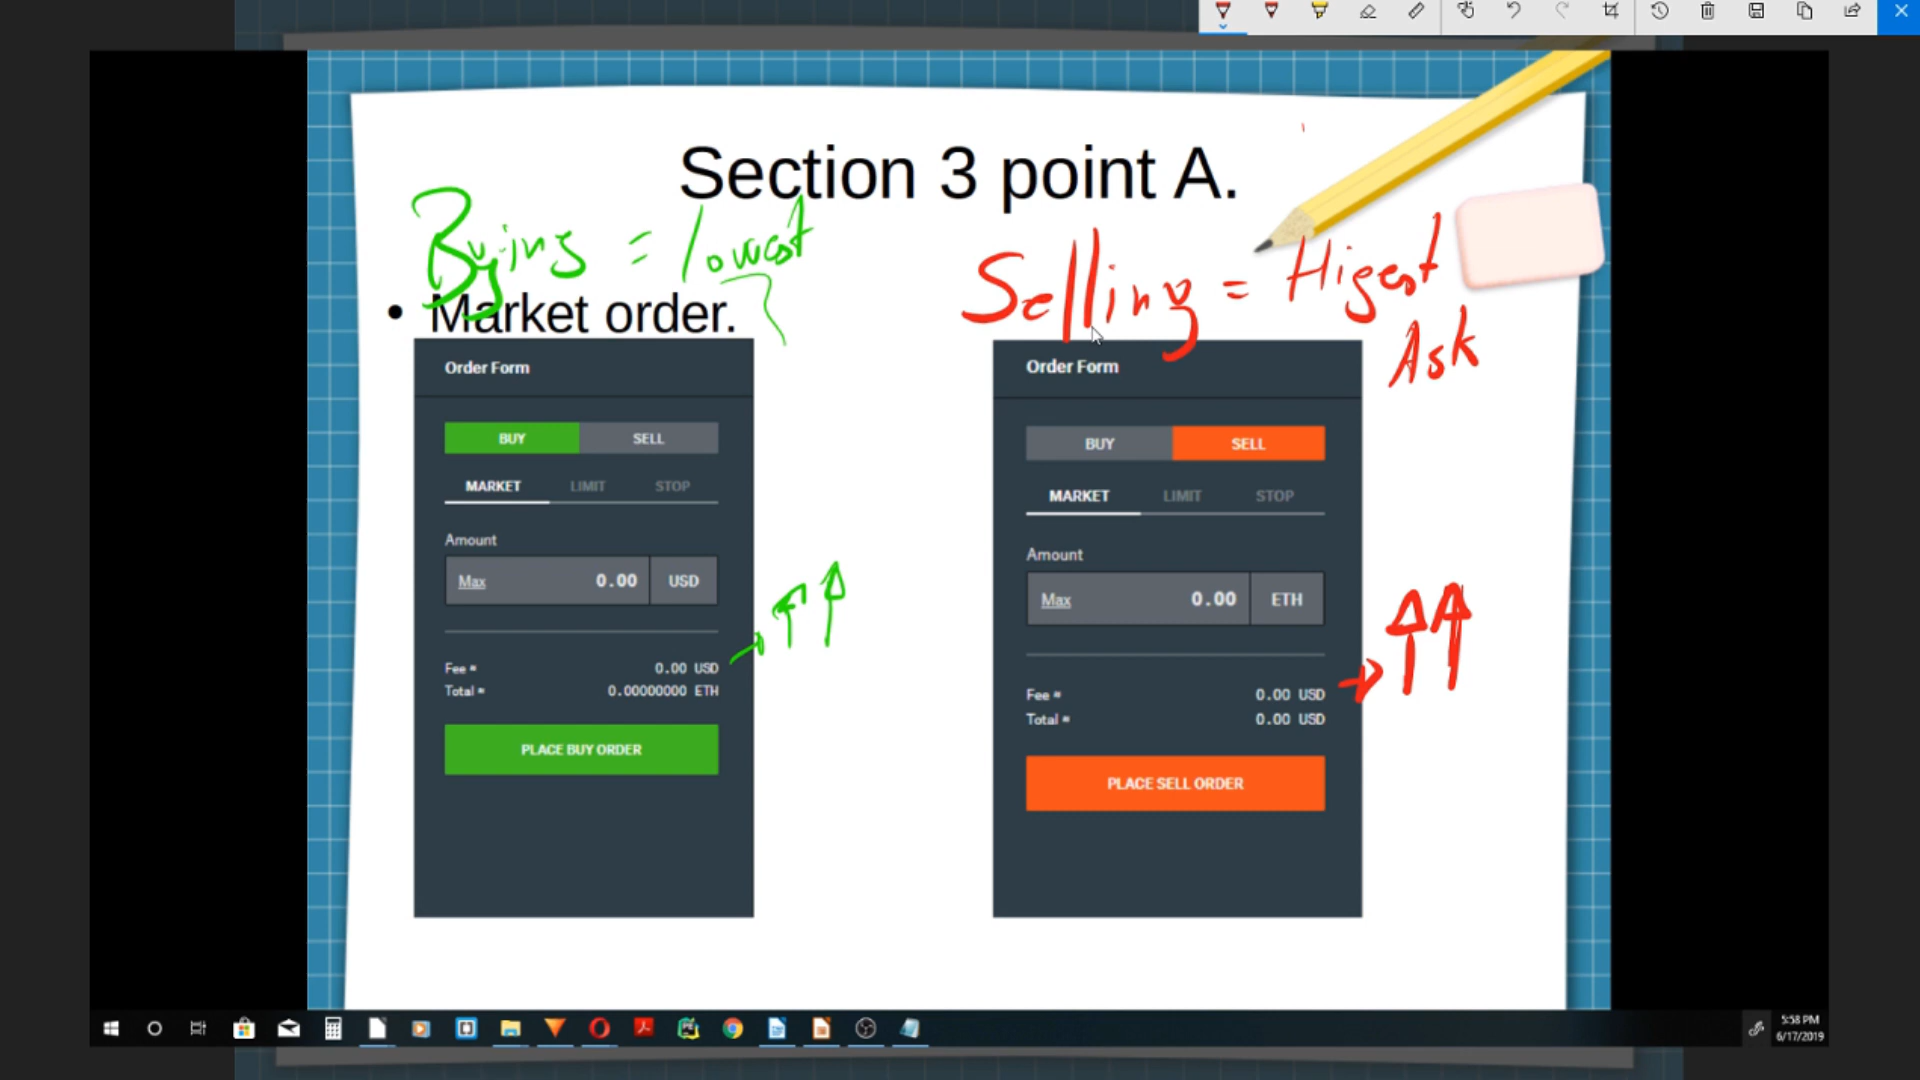 Section 3 point A.
Buying = lowest
Selling = Higest
Ask
• Market order.
Order Form
BUY SELL
MARKET LIMIT STOP
Amount
Max 0.00 USD
Fee ≈ 0.00 USD
Total ≈ 0.00000000 ETH
PLACE BUY ORDER
Order Form
BUY SELL
MARKET LIMIT STOP
Amount
Max 0.00 ETH
Fee ≈ 0.00 USD
Total ≈ 0.00 USD
PLACE SELL ORDER
5:58 PM
6/17/2019